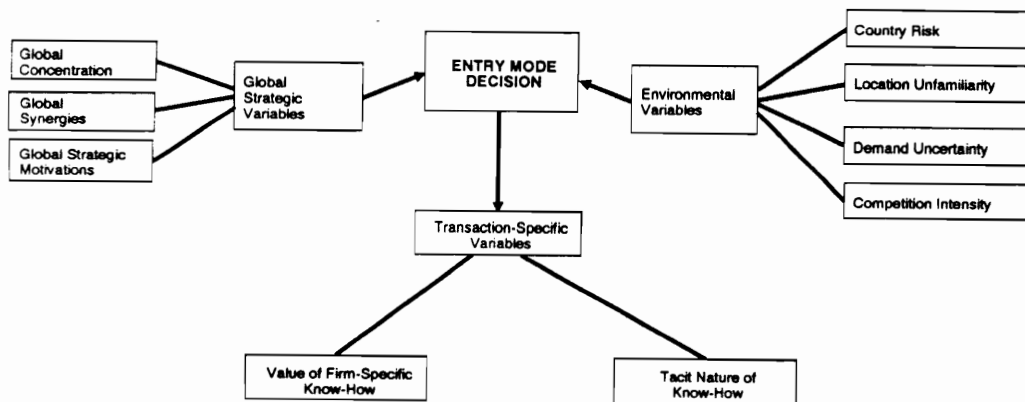 Global
Concentration
Global
Synergies
Global Strategic
Motivations
Global
Strategic
Variables
ENTRY MODE
DECISION
Environmental
Variables
Country Risk
Location Unfamiliarity
Demand Uncertainty
Competition Intensity
Transaction-Specific
Variables
Value of Firm-Specific
Know-How
Tacit Nature of
Know-How